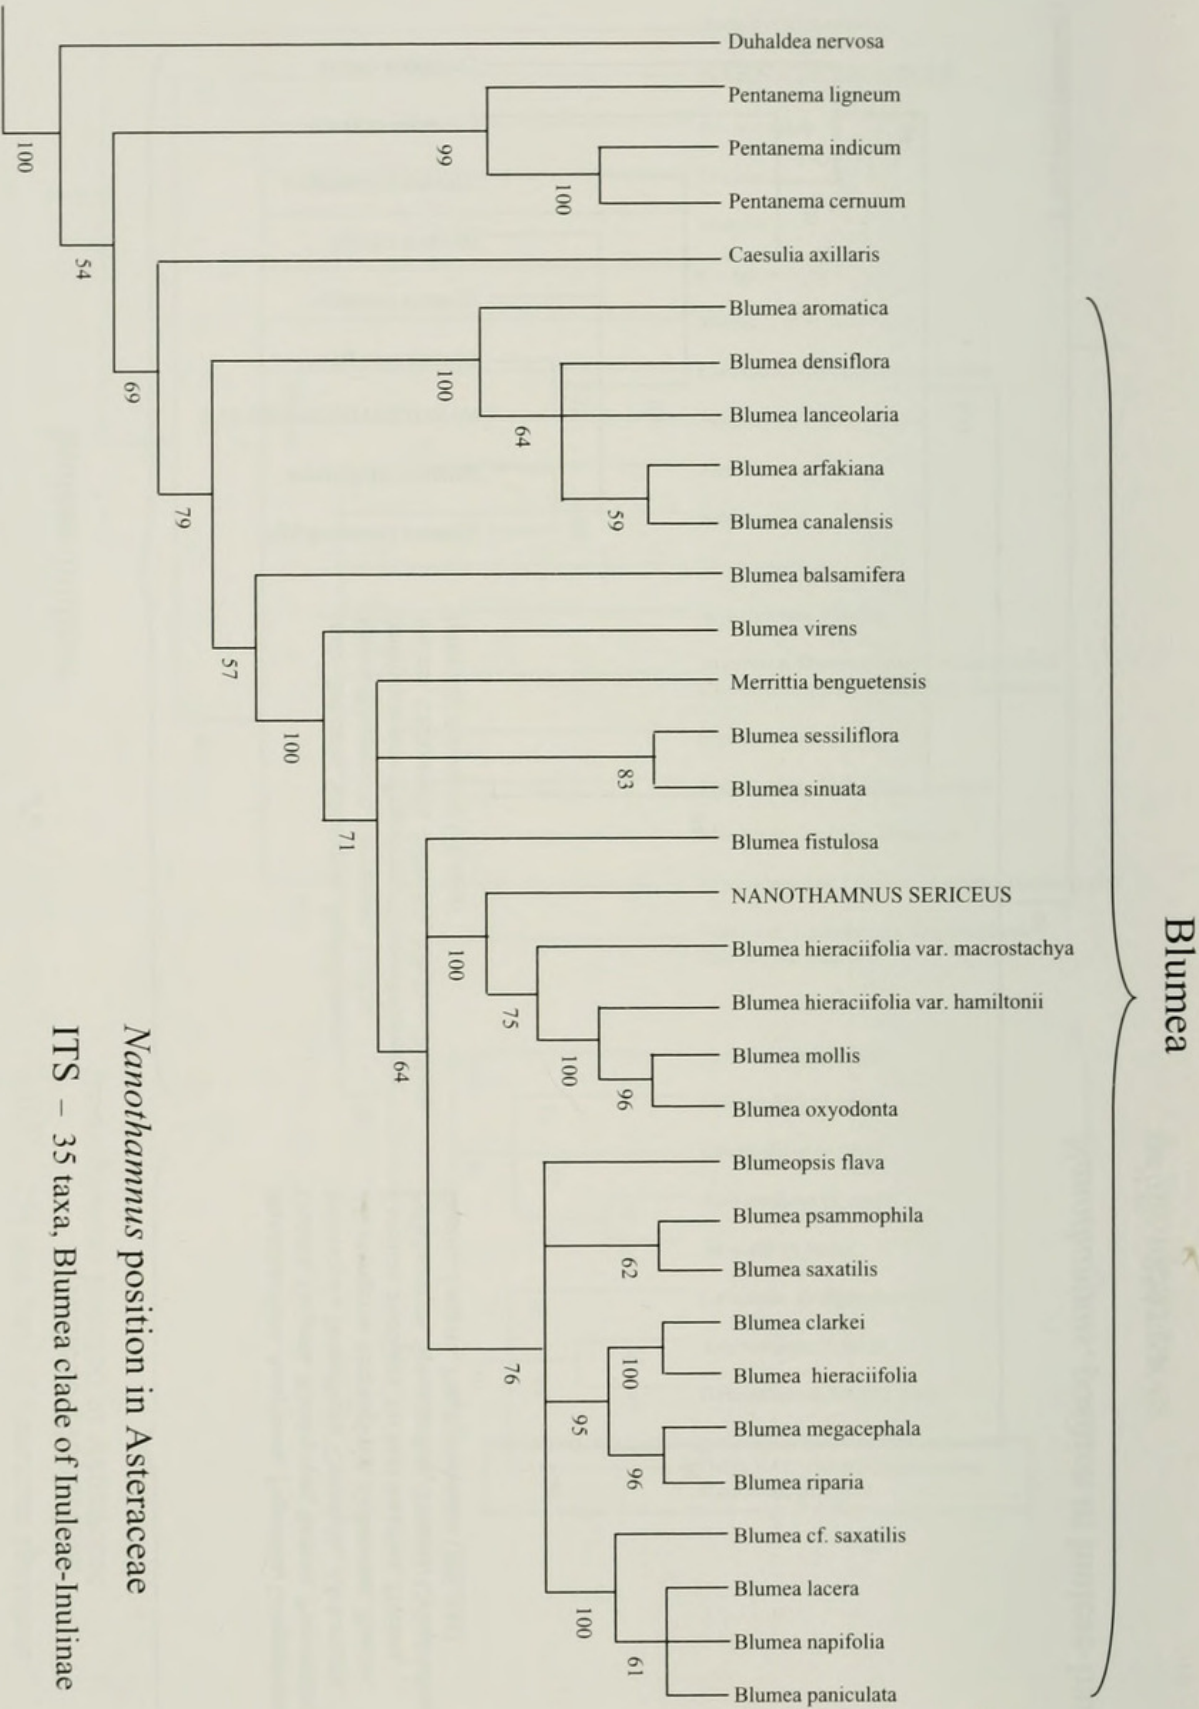 Duhaldea nervosa
Pentanema ligneum
Pentanema indicum
Pentanema cernuum
Caesulia axillaris
Blumea aromatica
Blumea densiflora
Blumea lanceolaria
Blumea arfakiana
Blumea canalensis
Blumea balsamifera
Blumea virens
Merrittia benguetensis
Blumea sessiliflora
Blumea sinuata
Blumea fistulosa
NANOTHAMNUS SERICEUS
Blumea hieraciifolia var. macrostachya
Blumea hieraciifolia var. hamiltonii
Blumea mollis
Blumea oxyodonta
Blumeopsis flava
Blumea psammophila
Blumea saxatilis
Blumea clarkei
Blumea hieraciifolia
Blumea megacephala
Blumea riparia
Blumea cf. saxatilis
Blumea lacera
Blumea napifolia
Blumea paniculata
Blumea
100
54
99
100
69
79
100
64
59
57
100
71
83
64
100
75
100
96
76
62
95
100
96
100
61
Nanothamnus position in Asteraceae
ITS – 35 taxa, Blumea clade of Inuleae-Inulinae